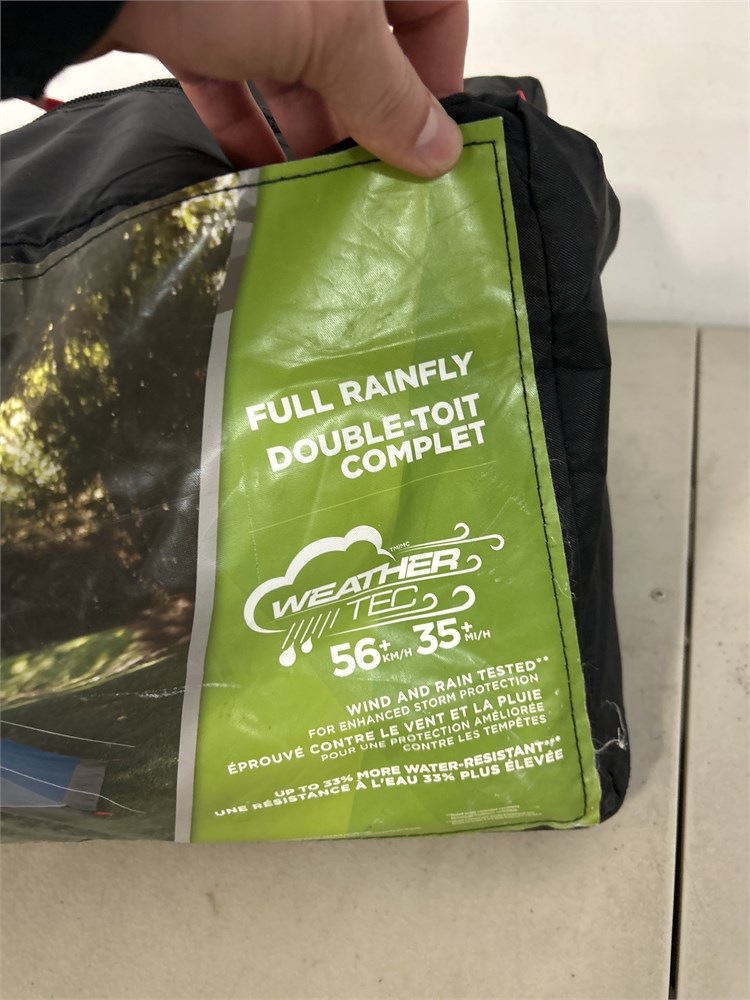 FULL RAINFLY
DOUBLE-TOIT
COMPLET
TM/MC
WEATHER
TEC
56+ KM/H 35+ MI/H
WIND AND RAIN TESTED**
FOR ENHANCED STORM PROTECTION
ÉPROUVÉ CONTRE LE VENT ET LA PLUIE
POUR UNE PROTECTION AMÉLIORÉE
CONTRE LES TEMPÊTES
UP TO 33% MORE WATER-RESISTANT***
UNE RÉSISTANCE À L'EAU 33% PLUS ÉLEVÉE